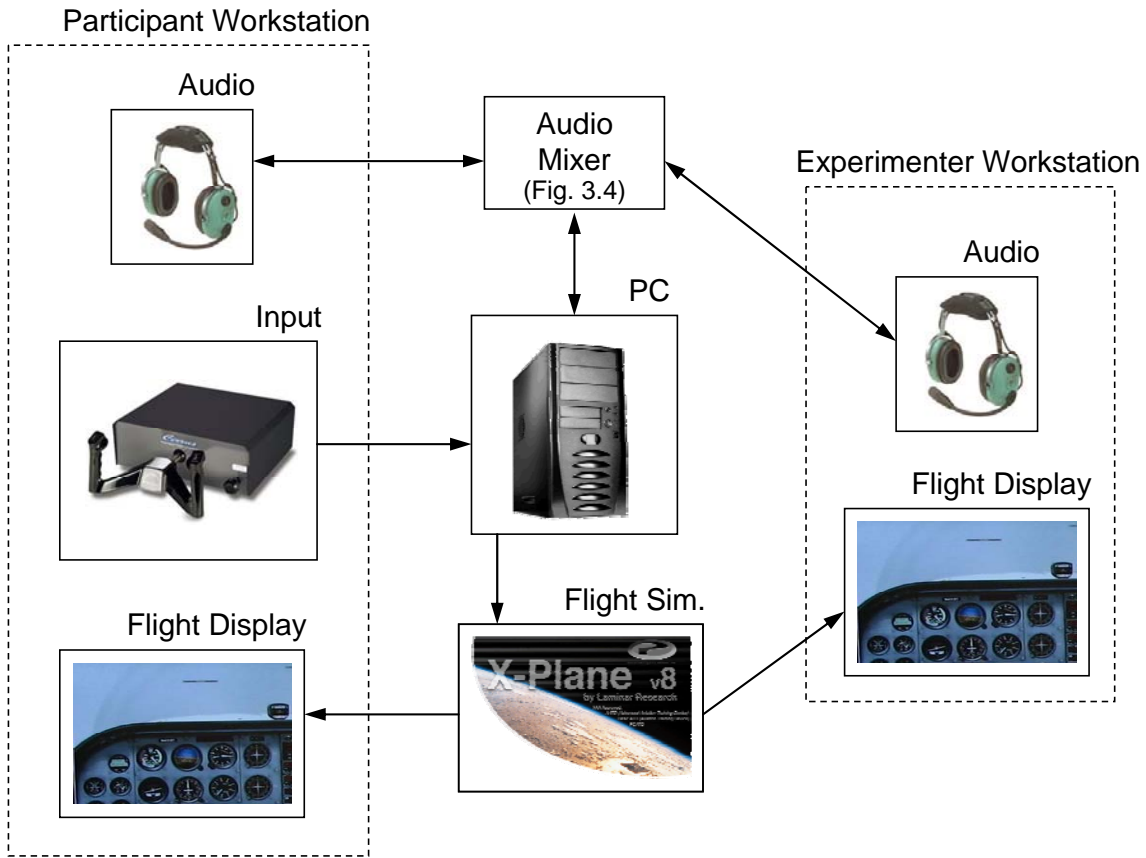 Participant Workstation
Audio
Audio
Mixer
(Fig. 3.4)
Experimenter Workstation
Audio
PC
Input
Flight Display
Flight Sim.
Flight Display
X-Plane v8
by Laminar Research